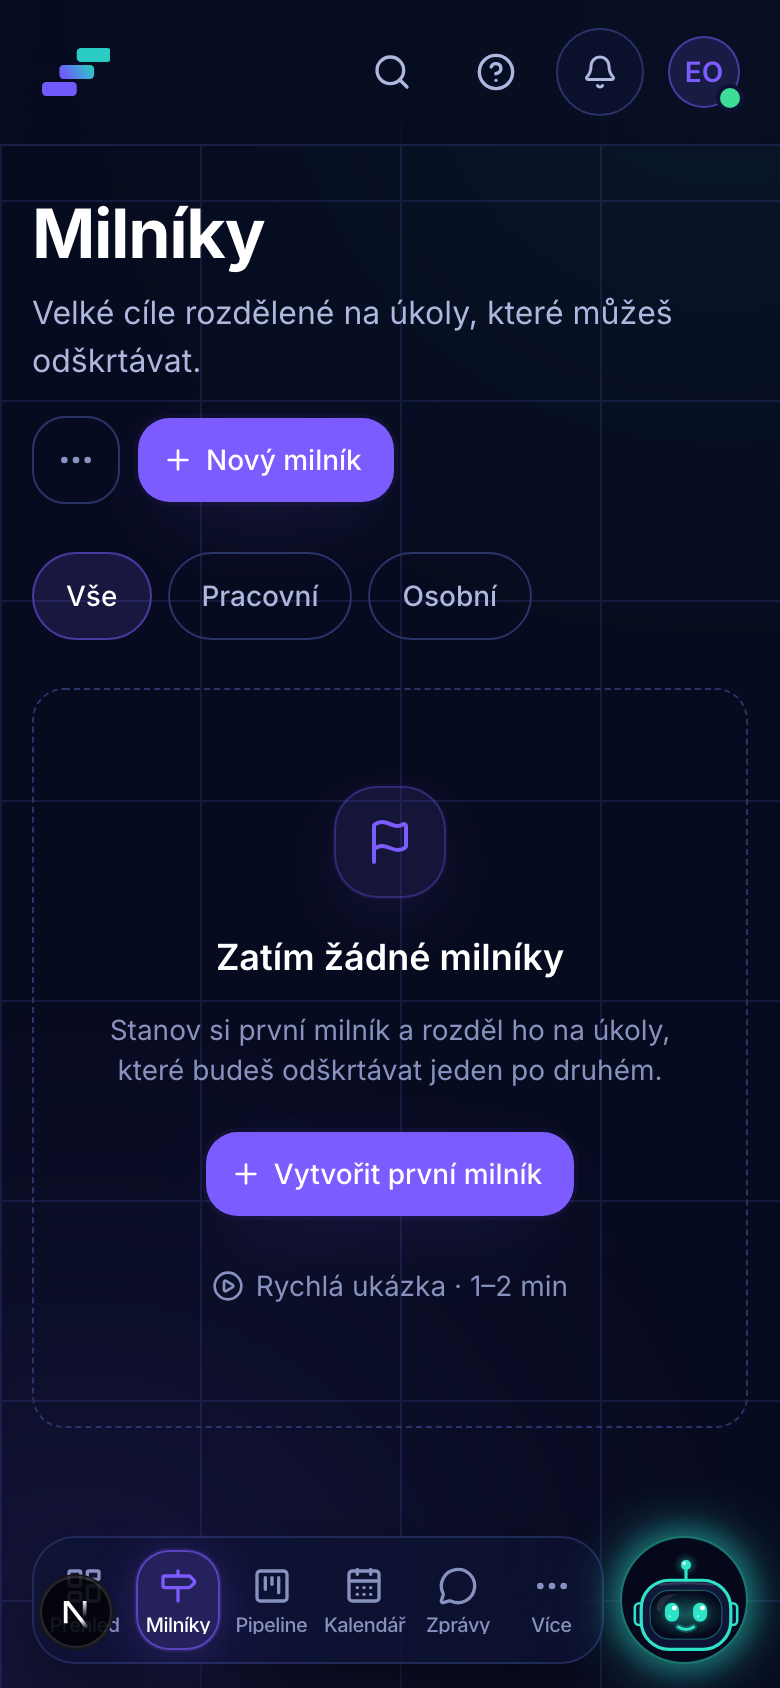 EO
Milníky
Velké cíle rozdělené na úkoly, které můžeš
odškrtávat.
Nový milník
Vše
Pracovní
Osobní
Zatím žádné milníky
Stanov si první milník a rozděl ho na úkoly,
které budeš odškrtávat jeden po druhém.
Vytvořit první milník
Rychlá ukázka · 1–2 min
N
Milníky
Pipeline
Kalendář
Zprávy
Více